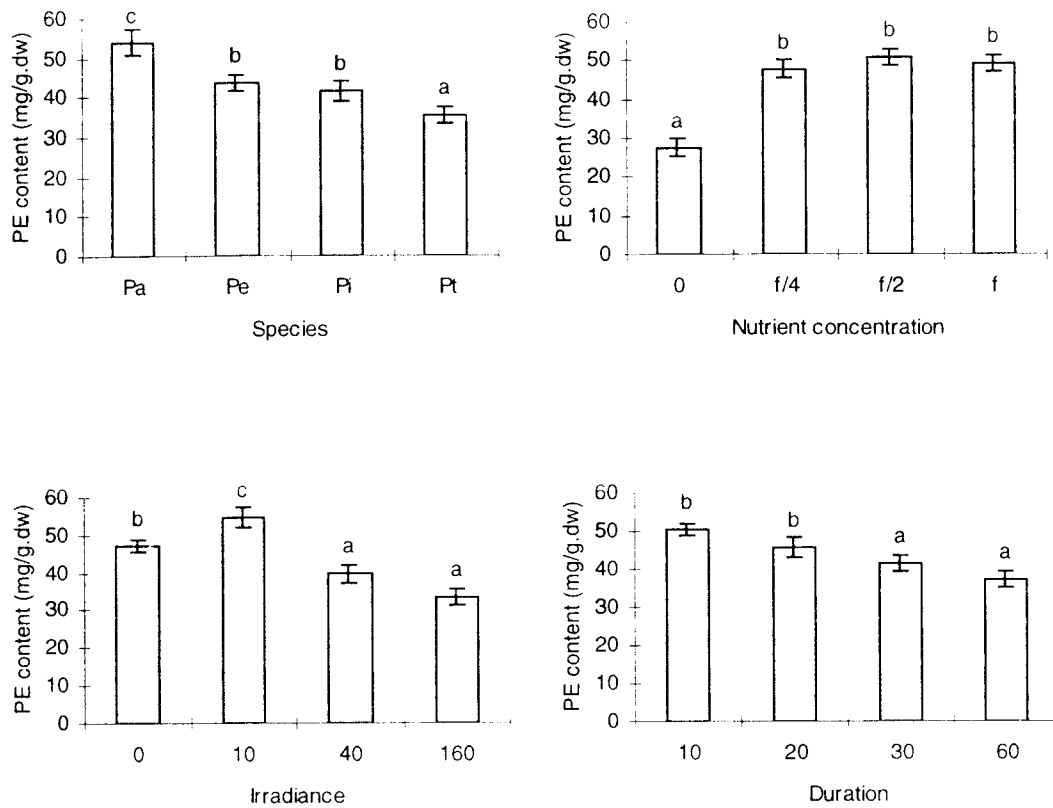 PE content (mg/g.dw)
60
50
40
30
20
10
0
c
b
b
a
Pa Pe Pi Pt
Species
PE content (mg/g.dw)
60
50
40
30
20
10
0
a
b
b
b
0 f/4 f/2 f
Nutrient concentration
PE content (mg/g.dw)
60
50
40
30
20
10
0
b
c
a
a
0 10 40 160
Irradiance
PE content (mg/g.dw)
60
50
40
30
20
10
0
b
b
a
a
10 20 30 60
Duration